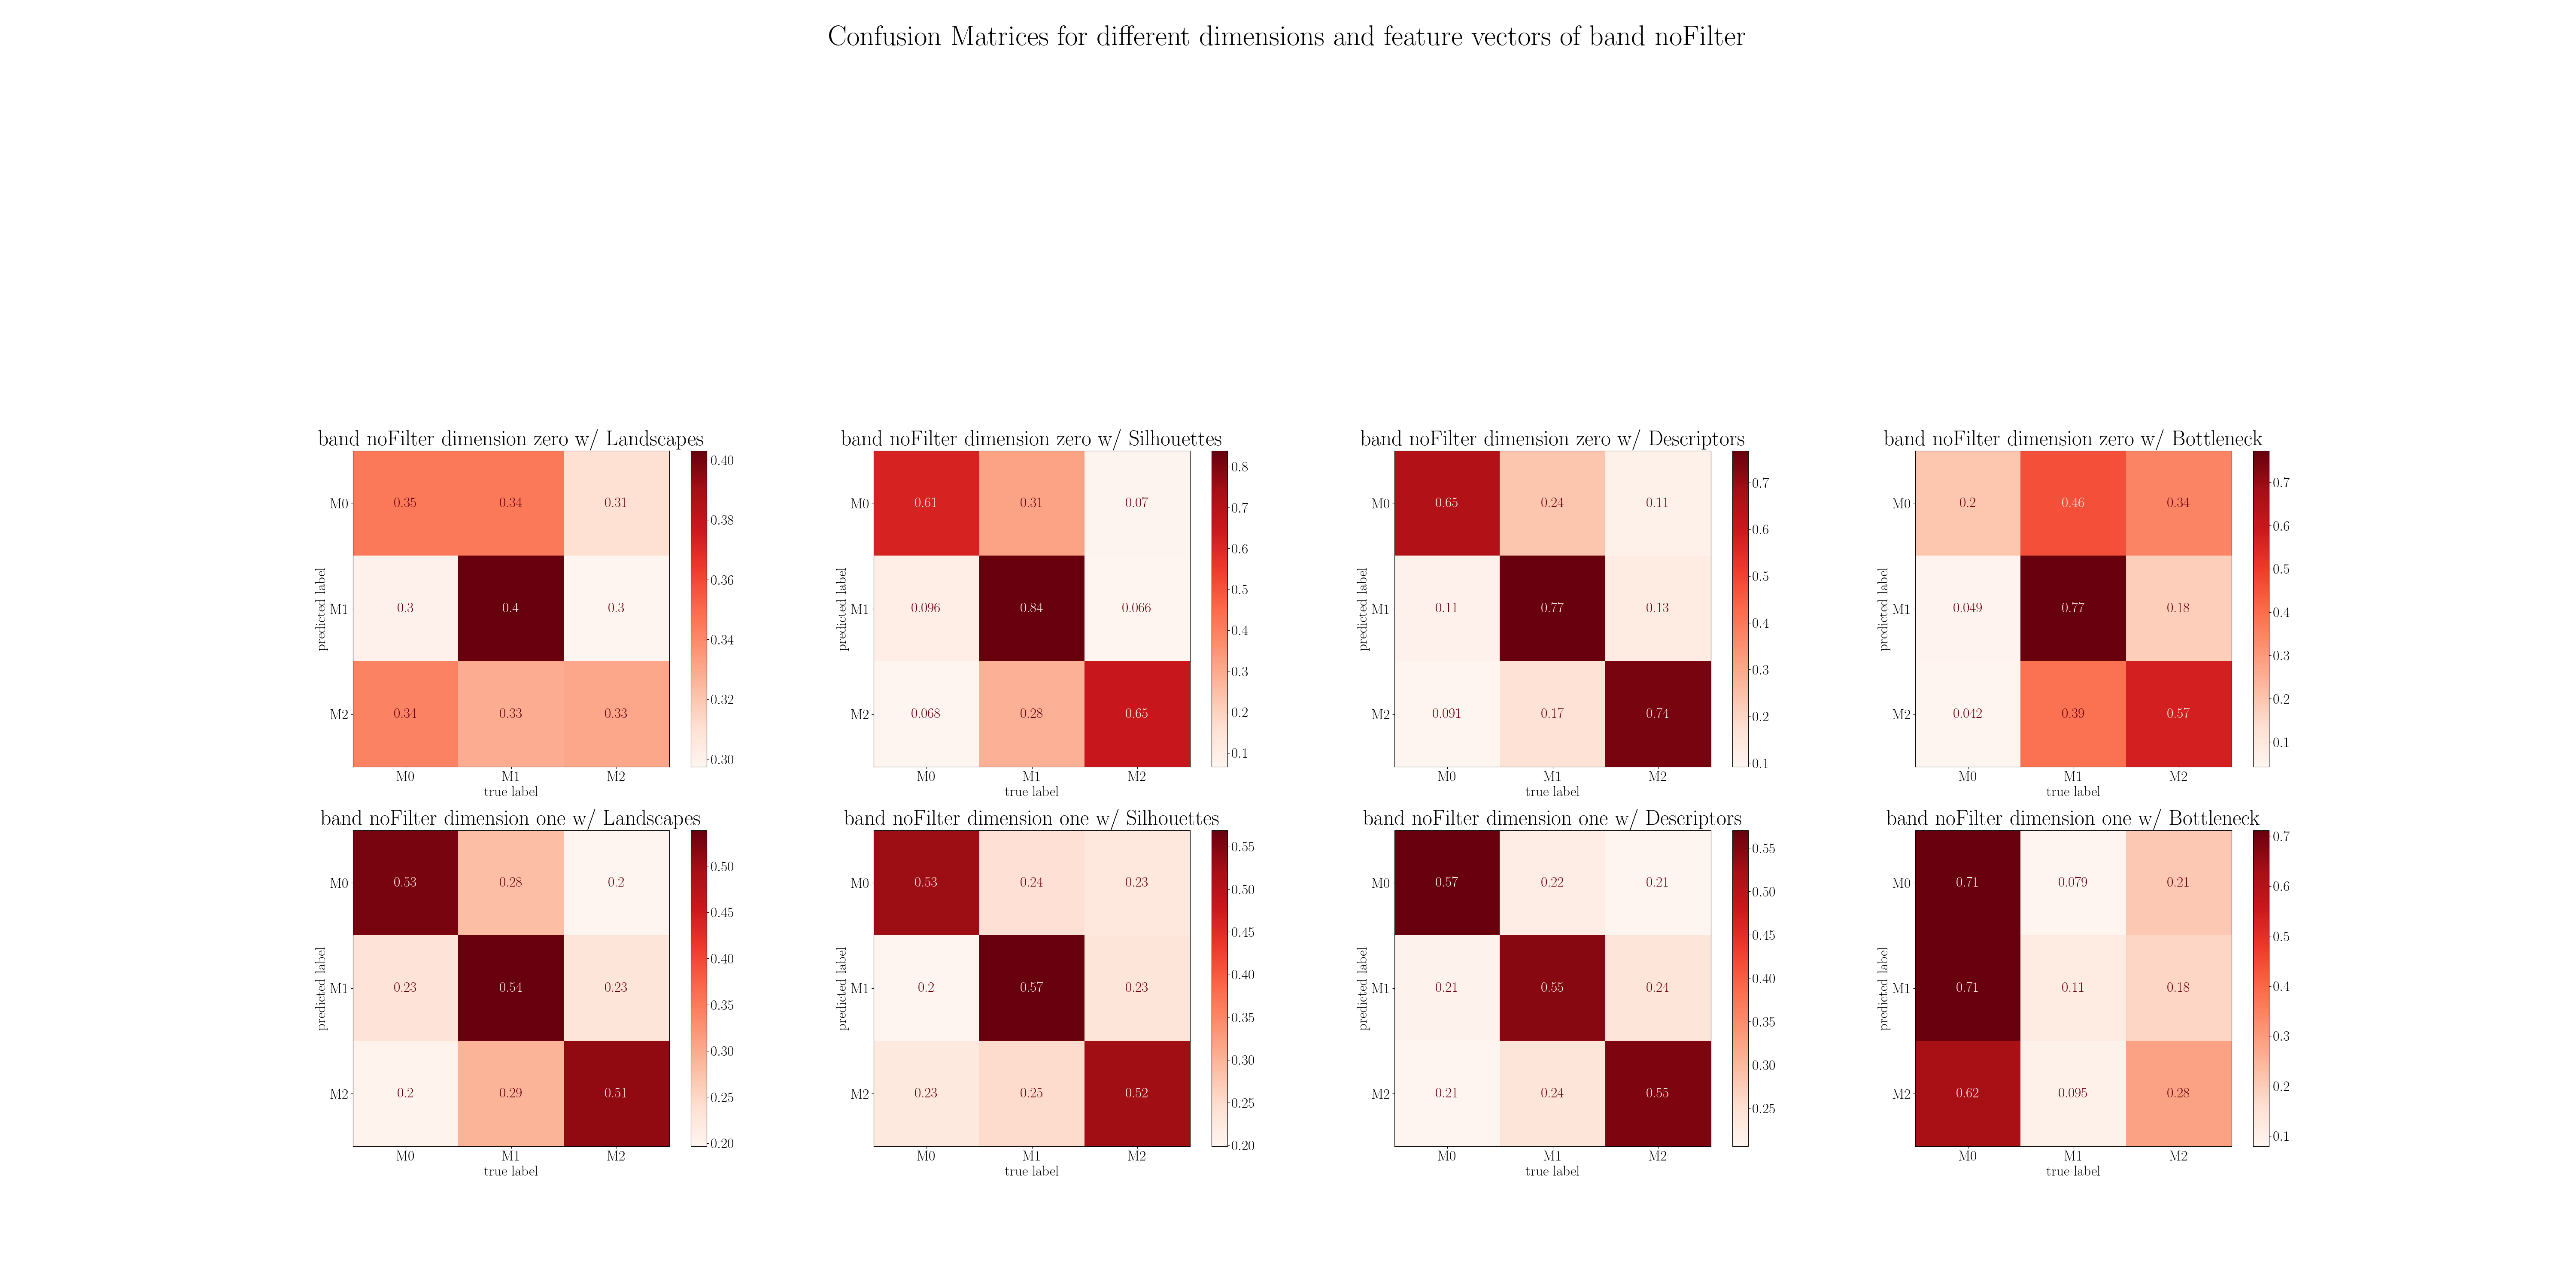 Confusion Matrices for different dimensions and feature vectors of band noFilter
band noFilter dimension zero w/ Landscapes
predicted label
M0 0.35 0.34 0.31
M1 0.3 0.4 0.3
M2 0.34 0.33 0.33
M0 M1 M2
true label
0.40
0.38
0.36
0.34
0.32
0.30
band noFilter dimension zero w/ Silhouettes
predicted label
M0 0.61 0.31 0.07
M1 0.096 0.84 0.066
M2 0.068 0.28 0.65
M0 M1 M2
true label
0.8
0.7
0.6
0.5
0.4
0.3
0.2
0.1
band noFilter dimension zero w/ Descriptors
predicted label
M0 0.65 0.24 0.11
M1 0.11 0.77 0.13
M2 0.091 0.17 0.74
M0 M1 M2
true label
0.7
0.6
0.5
0.4
0.3
0.2
0.1
band noFilter dimension zero w/ Bottleneck
predicted label
M0 0.2 0.46 0.34
M1 0.049 0.77 0.18
M2 0.042 0.39 0.57
M0 M1 M2
true label
0.7
0.6
0.5
0.4
0.3
0.2
0.1
band noFilter dimension one w/ Landscapes
predicted label
M0 0.53 0.28 0.2
M1 0.23 0.54 0.23
M2 0.2 0.29 0.51
M0 M1 M2
true label
0.50
0.45
0.40
0.35
0.30
0.25
0.20
band noFilter dimension one w/ Silhouettes
predicted label
M0 0.53 0.24 0.23
M1 0.2 0.57 0.23
M2 0.23 0.25 0.52
M0 M1 M2
true label
0.55
0.50
0.45
0.40
0.35
0.30
0.25
0.20
band noFilter dimension one w/ Descriptors
predicted label
M0 0.57 0.22 0.21
M1 0.21 0.55 0.24
M2 0.21 0.24 0.55
M0 M1 M2
true label
0.55
0.50
0.45
0.40
0.35
0.30
0.25
band noFilter dimension one w/ Bottleneck
predicted label
M0 0.71 0.079 0.21
M1 0.71 0.11 0.18
M2 0.62 0.095 0.28
M0 M1 M2
true label
0.7
0.6
0.5
0.4
0.3
0.2
0.1